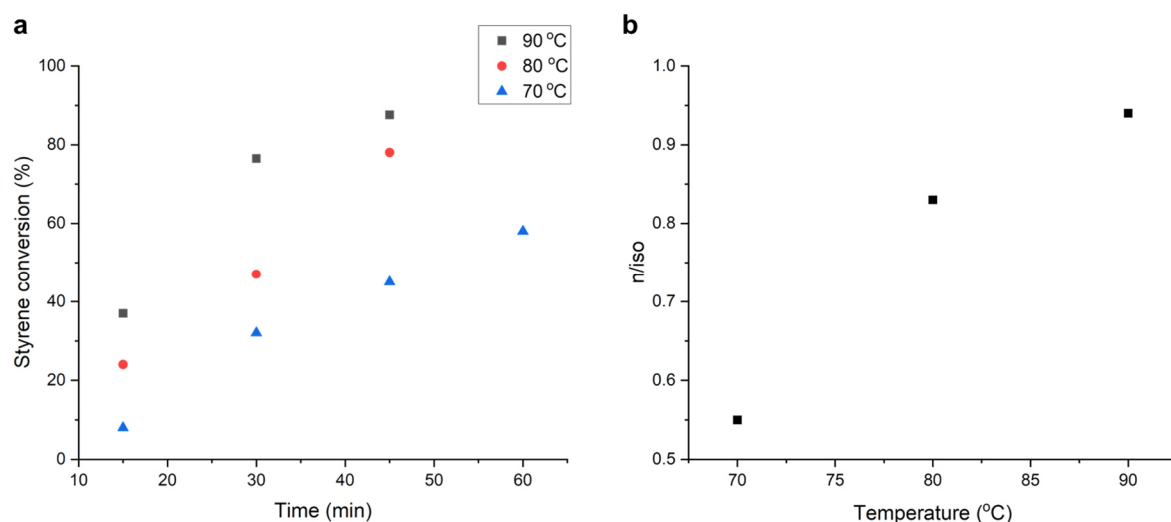 a
90 °C
80 °C
70 °C
100
80
60
40
20
0
Styrene conversion (%)
10 20 30 40 50 60
Time (min)
b
1.0
0.9
0.8
0.7
0.6
0.5
n/iso
70 75 80 85 90
Temperature (°C)